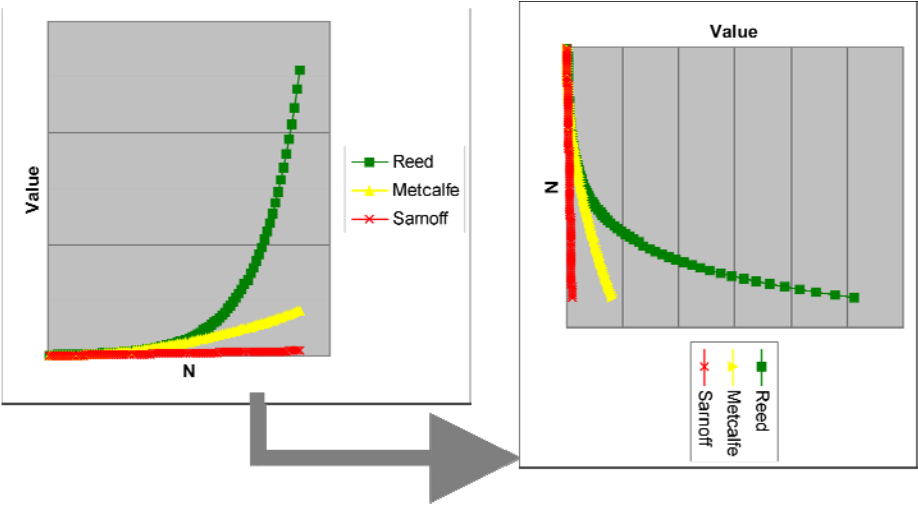 Value
Reed
Metcalfe
Sarnoff
N
Value
N
Reed
Metcalfe
Sarnoff